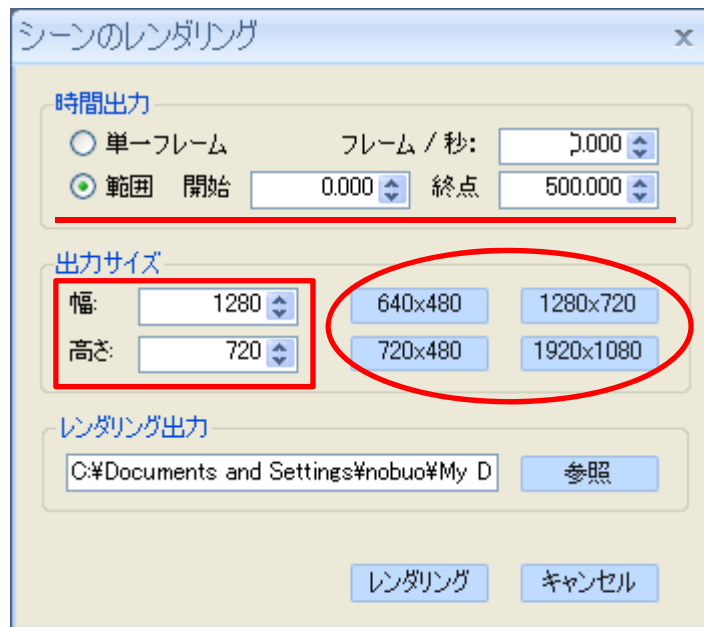 シーンのレンダリング
時間出力
単一フレーム フレーム / 秒:
範囲 開始 0.000 終点 500.000
出力サイズ
幅: 1280 640x480 1280x720
高さ: 720 720x480 1920x1080
レンダリング出力
C:¥Documents and Settings¥nobuo¥My D 参照
レンダリング キャンセル